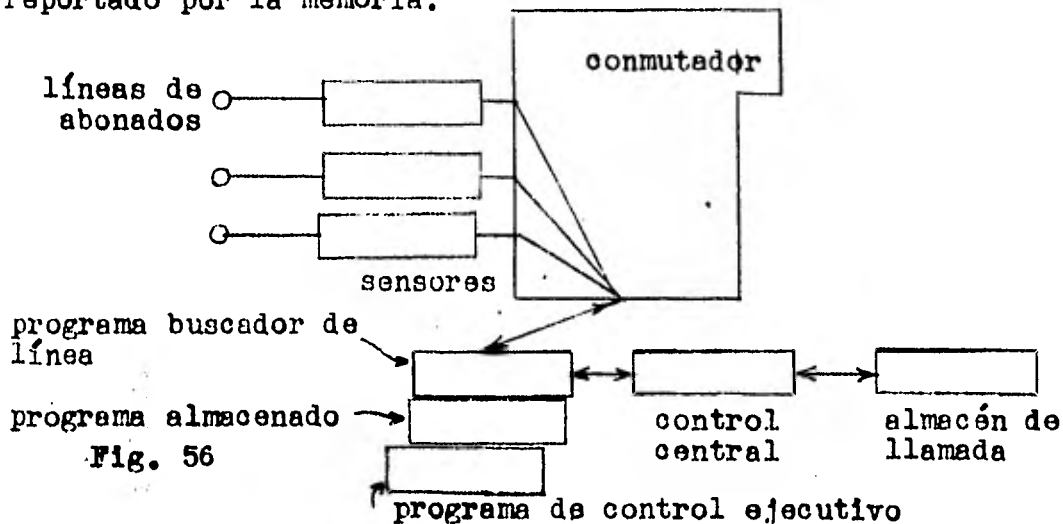 reportado por la memoria.
conmutador
líneas de
abonados
sensores
programa buscador de
línea
programa almacenado
control
central
almacén de
llamada
Fig. 56
programa de control ejecutivo